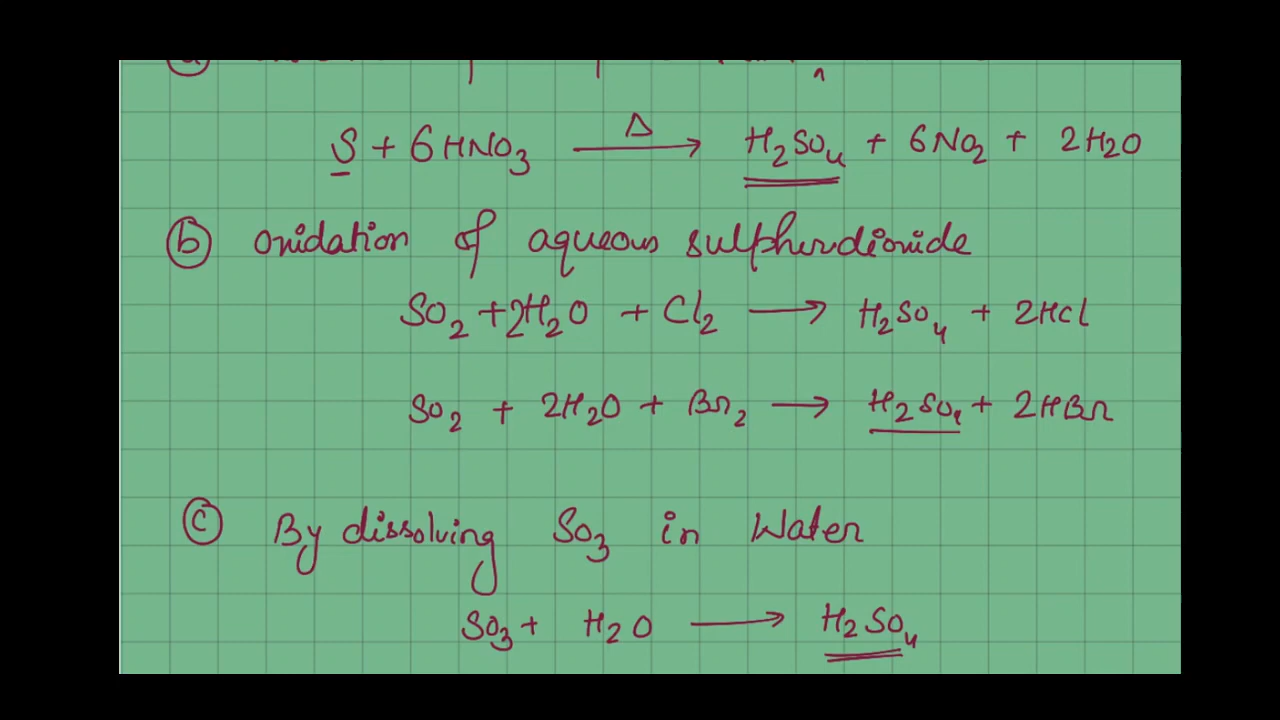 S + 6HNO3 —Δ→ H2SO4 + 6NO2 + 2H2O
(b) oxidation of aqueous sulphurdioxide
SO2 + 2H2O + Cl2 → H2SO4 + 2HCl
SO2 + 2H2O + Br2 → H2SO4 + 2HBr
(c) By dissolving SO3 in Water
SO3 + H2O → H2SO4